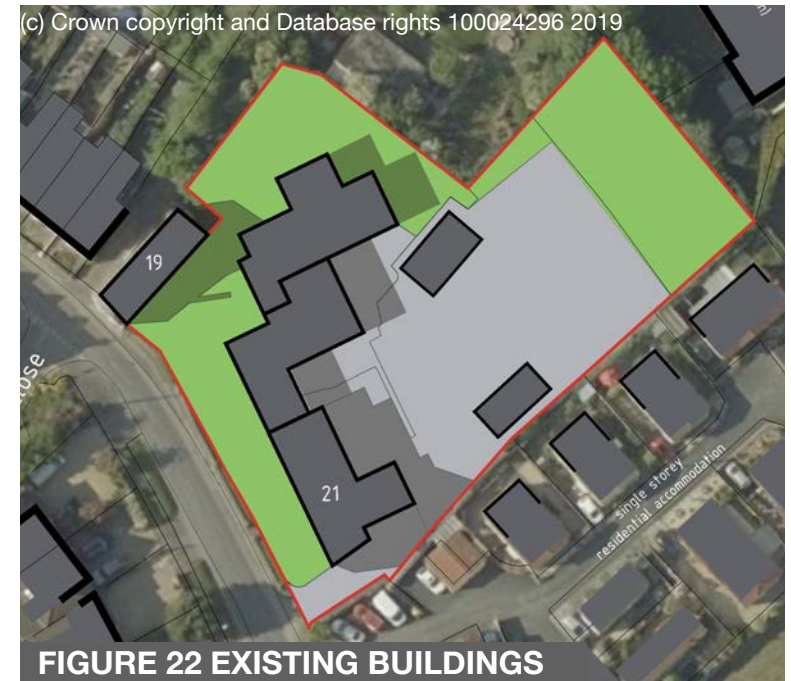 (c) Crown copyright and Database rights 100024296 2019
19
21
single storey
residential accommodation
FIGURE 22 EXISTING BUILDINGS